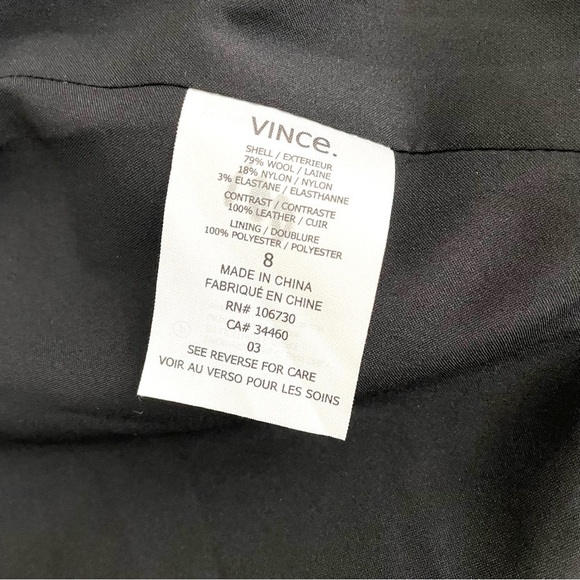 VINCE.
SHELL / EXTERIEUR
79% WOOL / LAINE
18% NYLON / NYLON
3% ELASTANE / ELASTHANNE
CONTRAST / CONTRASTE
100% LEATHER / CUIR
LINING / DOUBLURE
100% POLYESTER / POLYESTER
8
MADE IN CHINA
FABRIQUÉ EN CHINE
RN# 106730
CA# 34460
03
SEE REVERSE FOR CARE
VOIR AU VERSO POUR LES SOINS